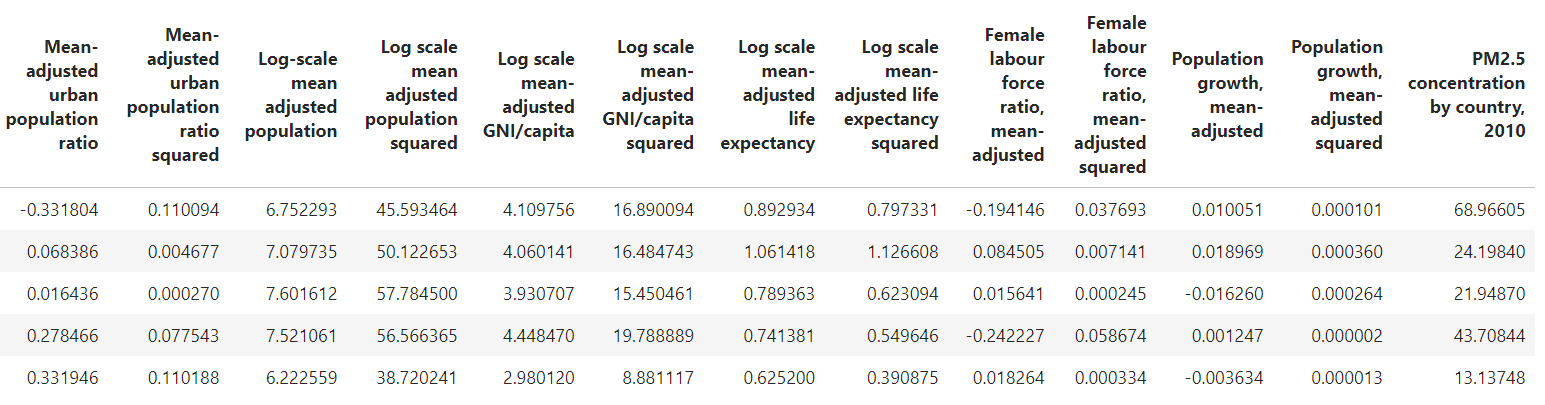 Mean-adjusted urban population ratio Mean-adjusted urban population ratio squared Log-scale mean adjusted population Log scale mean adjusted population squared Log scale mean-adjusted GNI/capita Log scale mean-adjusted GNI/capita squared Log scale mean-adjusted life expectancy Log scale mean-adjusted life expectancy squared Female labour force ratio, mean-adjusted Female labour force ratio, mean-adjusted squared Population growth, mean-adjusted Population growth, mean-adjusted squared PM2.5 concentration by country, 2010
-0.331804 0.110094 6.752293 45.593464 4.109756 16.890094 0.892934 0.797331 -0.194146 0.037693 0.010051 0.000101 68.96605
0.068386 0.004677 7.079735 50.122653 4.060141 16.484743 1.061418 1.126608 0.084505 0.007141 0.018969 0.000360 24.19840
0.016436 0.000270 7.601612 57.784500 3.930707 15.450461 0.789363 0.623094 0.015641 0.000245 -0.016260 0.000264 21.94870
0.278466 0.077543 7.521061 56.566365 4.448470 19.788889 0.741381 0.549646 -0.242227 0.058674 0.001247 0.000002 43.70844
0.331946 0.110188 6.222559 38.720241 2.980120 8.881117 0.625200 0.390875 0.018264 0.000334 -0.003634 0.000013 13.13748